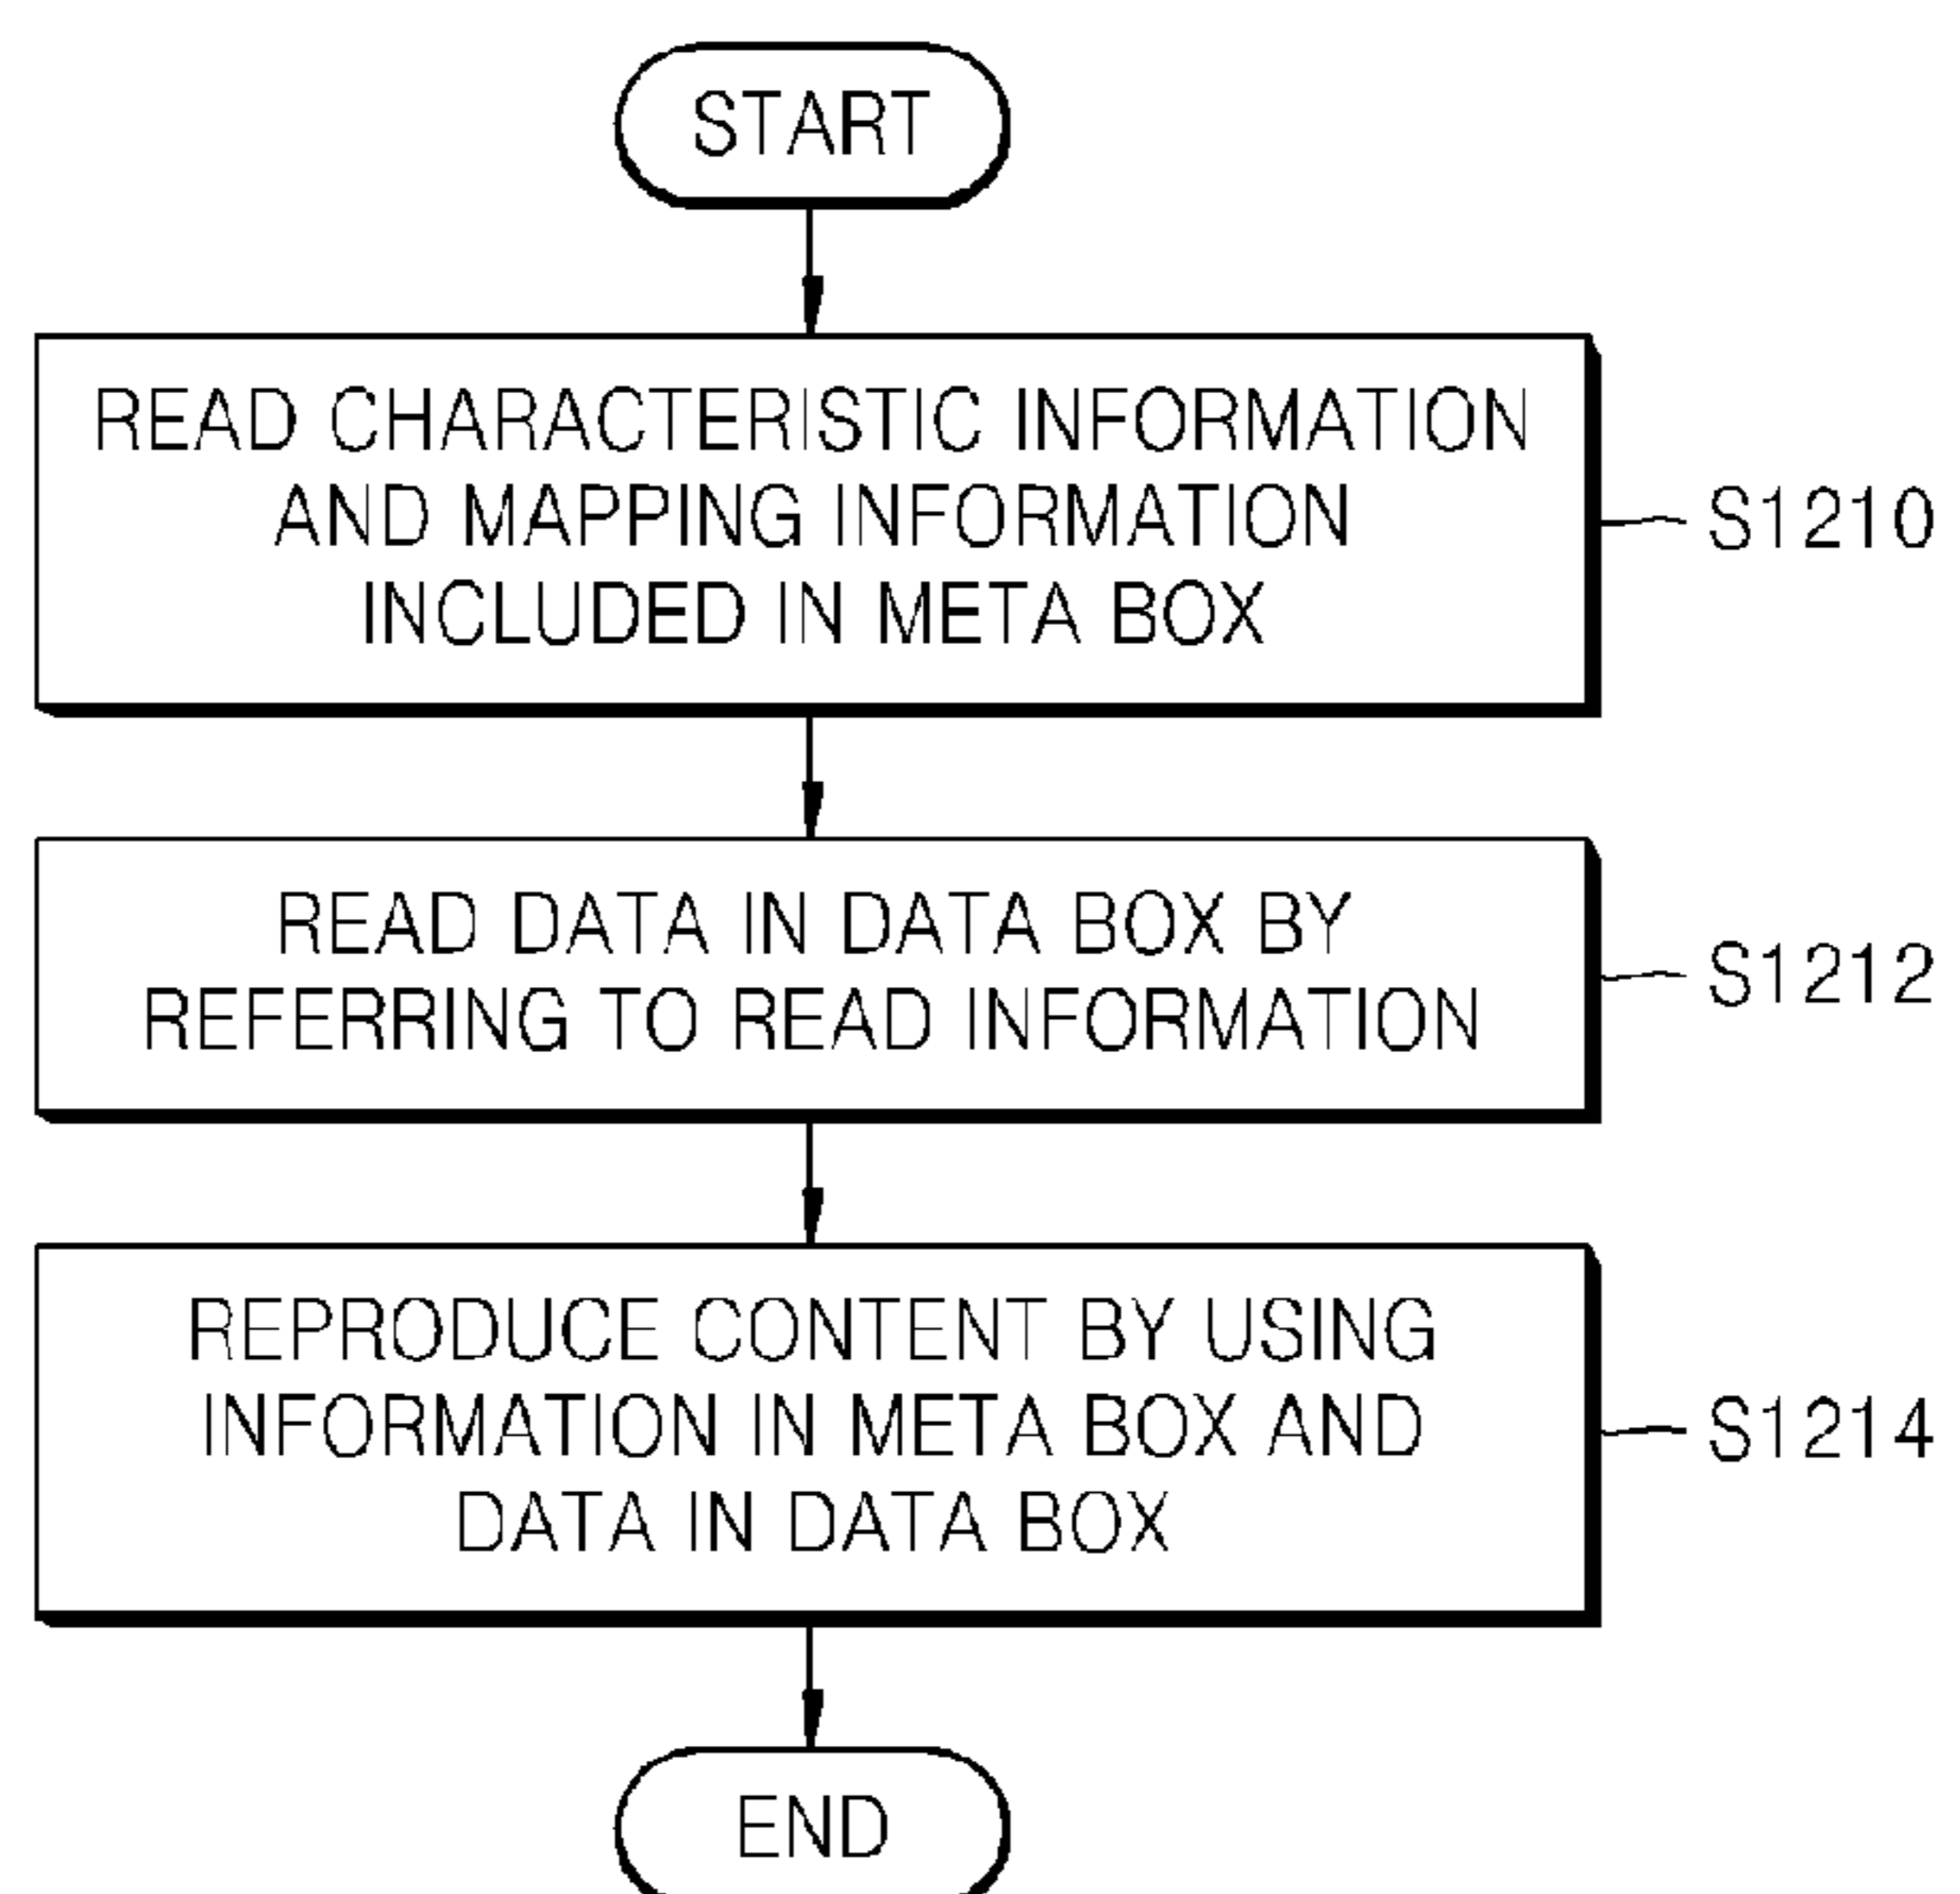 START
READ CHARACTERISTIC INFORMATION
AND MAPPING INFORMATION
INCLUDED IN META BOX
S1210
READ DATA IN DATA BOX BY
REFERRING TO READ INFORMATION
S1212
REPRODUCE CONTENT BY USING
INFORMATION IN META BOX AND
DATA IN DATA BOX
S1214
END